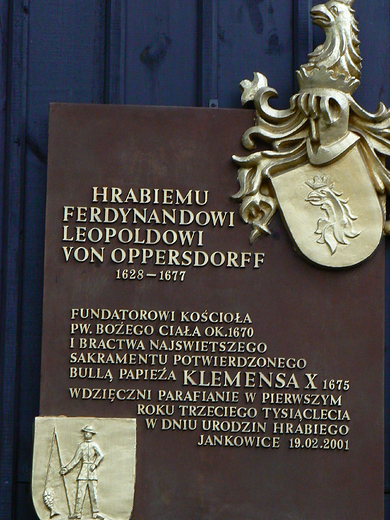 HRABIEMU
FERDYNANDOWI
LEOPOLDOWI
VON OPPERSDORFF
1628–1677
FUNDATOROWI KOŚCIOŁA
PW. BOŻEGO CIAŁA OK. 1670
I BRACTWA NAJSWIETSZEGO
SAKRAMENTU POTWIERDZONEGO
BULLĄ PAPIEŻA KLEMENSA X 1675
WDZIĘCZNI PARAFIANIE W PIERWSZYM
ROKU TRZECIEGO TYSIĄCLECIA
W DNIU URODZIN HRABIEGO
JANKOWICE 19.02.2001